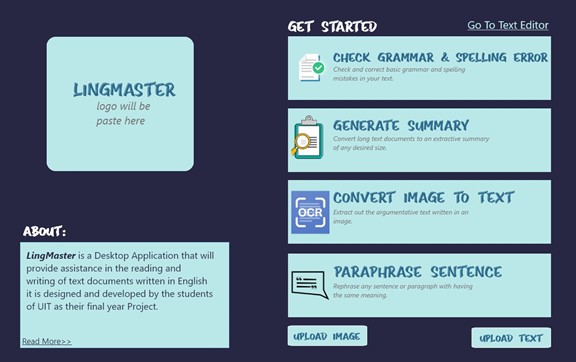 LINGMASTER
logo will be
paste here
ABOUT:
LingMaster is a Desktop Application that will
provide assistance in the reading and
writing of text documents written in English
it is designed and developed by the students
of UIT as their final year Project.
Read More>>
GET STARTED
Go To Text Editor
CHECK GRAMMAR & SPELLING ERROR
Check and correct basic grammar and spelling
mistakes in your text.
GENERATE SUMMARY
Convert long text documents to an extractive summary
of any desired size.
OCR
CONVERT IMAGE TO TEXT
Extract out the argumentative text written in an
image.
PARAPHRASE SENTENCE
Rephrase any sentence or paragraph with having
the same meaning.
UPLOAD IMAGE
UPLOAD TEXT